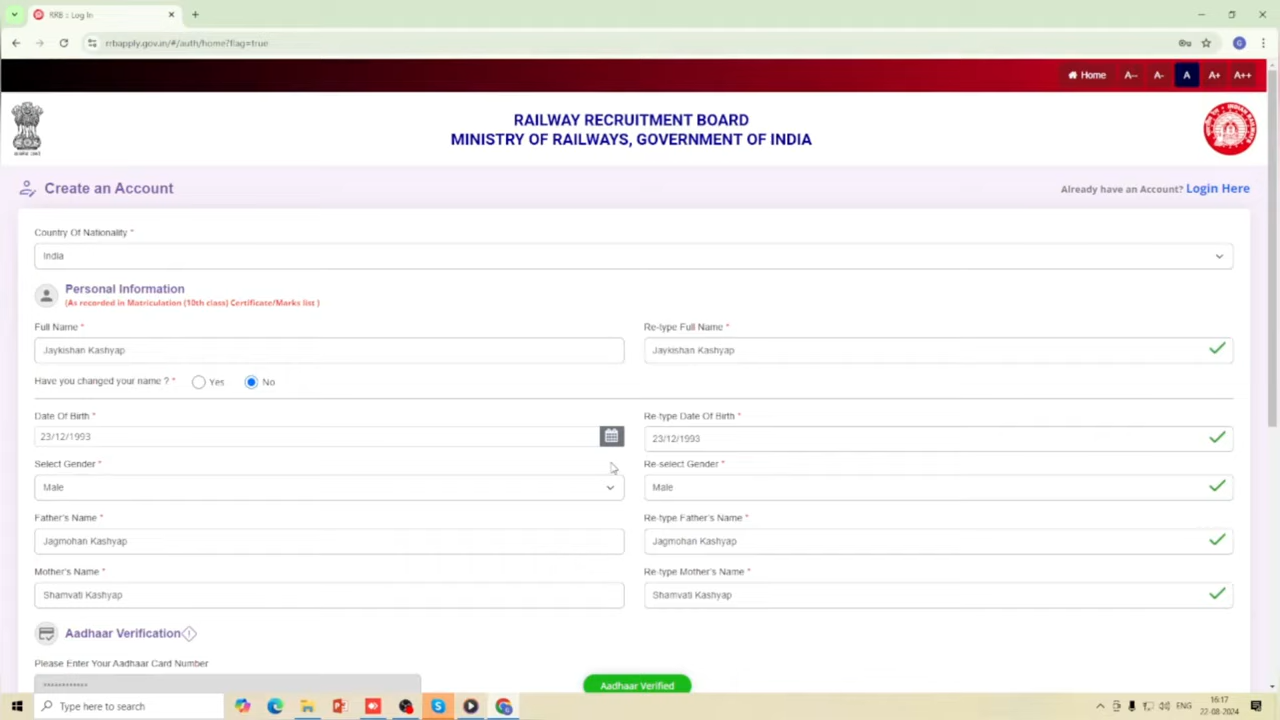 RRB : Log In
rrbapply.gov.in/#/auth/home?flag=true
G
Home A-- A- A A+ A++
RAILWAY RECRUITMENT BOARD
MINISTRY OF RAILWAYS, GOVERNMENT OF INDIA
Create an Account
Already have an Account? Login Here
Country Of Nationality *
India
Personal Information
(As recorded in Matriculation (10th class) Certificate/Marks list )
Full Name * Re-type Full Name *
Jaykishan Kashyap Jaykishan Kashyap
Have you changed your name ? * Yes No
Date Of Birth * Re-type Date Of Birth *
23/12/1993 23/12/1993
Select Gender * Re-select Gender *
Male Male
Father's Name * Re-type Father's Name *
Jagmohan Kashyap Jagmohan Kashyap
Mother's Name * Re-type Mother's Name *
Shamvati Kashyap Shamvati Kashyap
Aadhaar Verification
Please Enter Your Aadhaar Card Number
************ Aadhaar Verified
Type here to search
ENG
16:17
22-08-2024